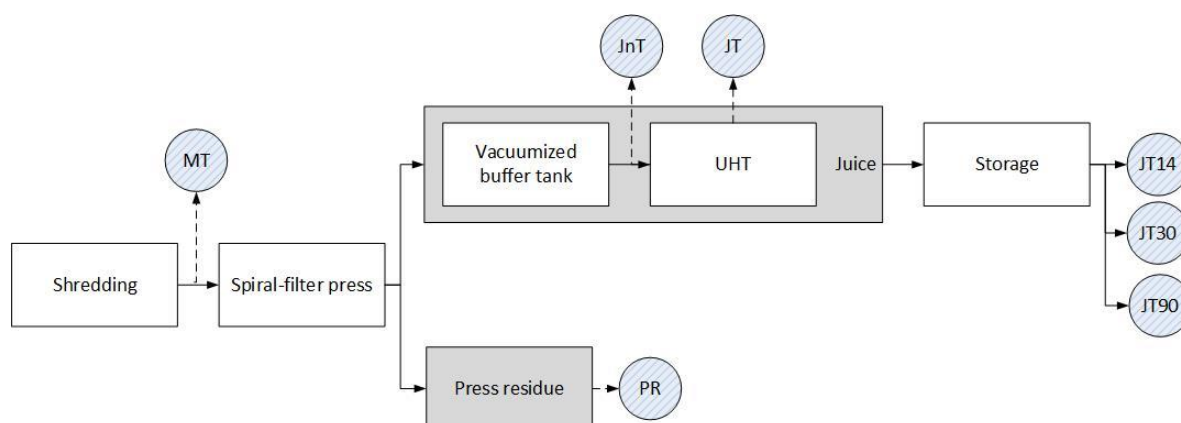 JnT
JT
MT
Vacuumized
buffer tank
UHT
Juice
Storage
JT14
JT30
JT90
Shredding
Spiral-filter press
Press residue
PR